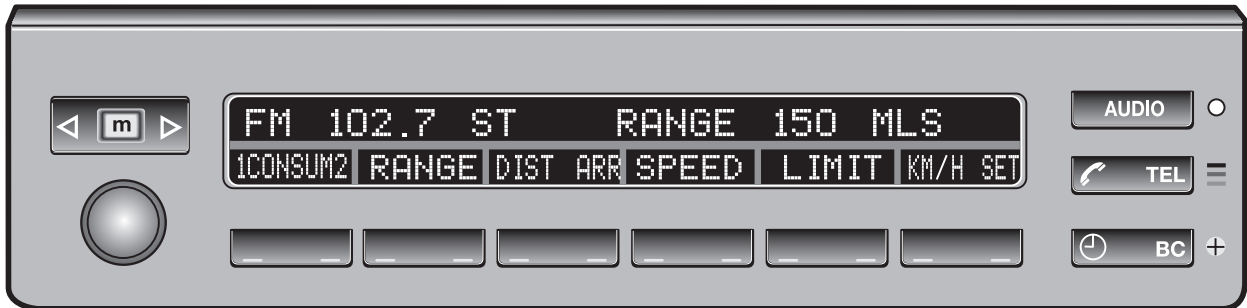 m
FM 102.7 ST RANGE 150 MLS
1CONSUM2 RANGE DIST ARR SPEED LIMIT KM/H SET
AUDIO
TEL
BC